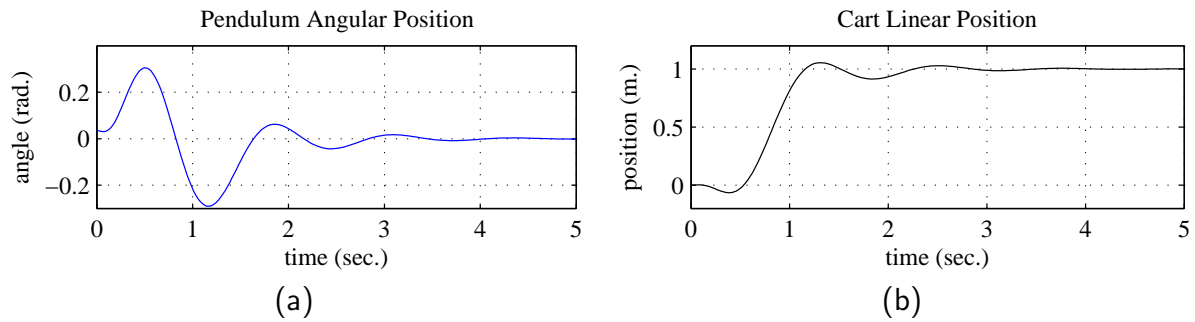 Pendulum Angular Position
angle (rad.)
0.2
0
−0.2
0 1 2 3 4 5
time (sec.)
(a)
Cart Linear Position
position (m.)
1
0.5
0
0 1 2 3 4 5
time (sec.)
(b)